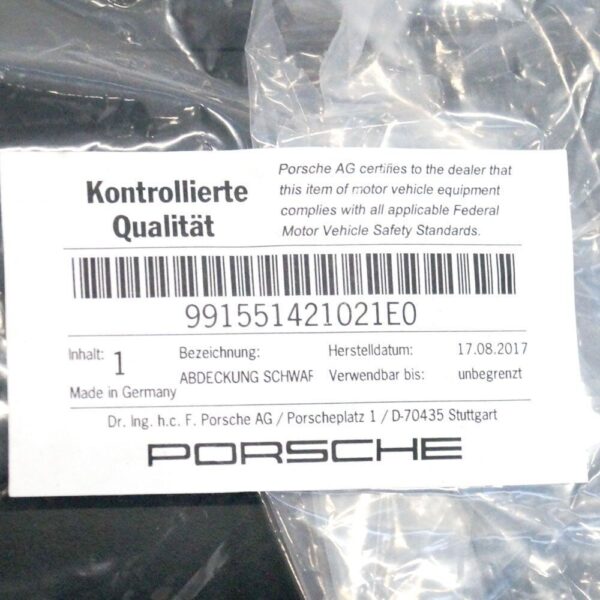 Kontrollierte
Qualität
Porsche AG certifies to the dealer that
this item of motor vehicle equipment
complies with all applicable Federal
Motor Vehicle Safety Standards.
991551421021E0
Inhalt: 1
Bezeichnung:
Herstelldatum: 17.08.2017
Made in Germany
ABDECKUNG SCHWAR
Verwendbar bis: unbegrenzt
Dr. Ing. h.c. F. Porsche AG / Porscheplatz 1 / D-70435 Stuttgart
PORSCHE